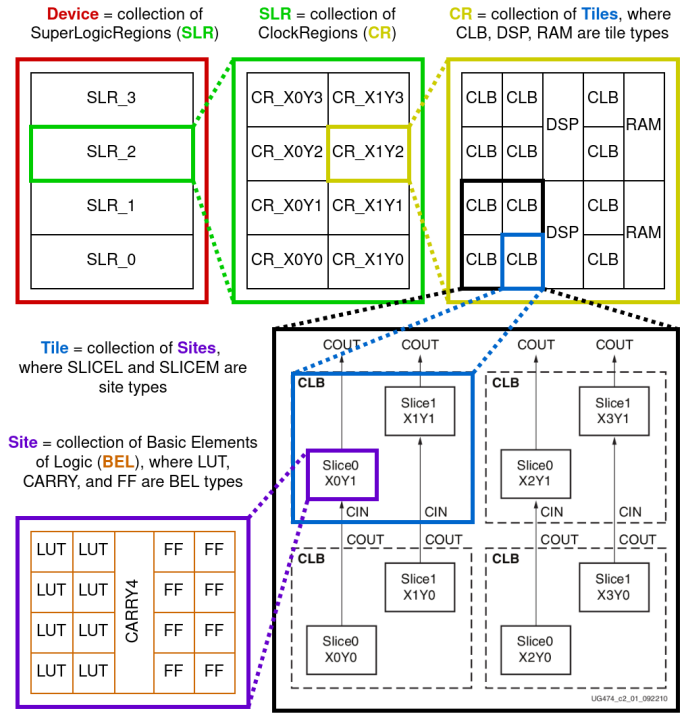 Device = collection of
SuperLogicRegions (SLR)
SLR = collection of
ClockRegions (CR)
CR = collection of Tiles, where
CLB, DSP, RAM are tile types
SLR_3
SLR_2
SLR_1
SLR_0
CR_X0Y3 CR_X1Y3
CR_X0Y2 CR_X1Y2
CR_X0Y1 CR_X1Y1
CR_X0Y0 CR_X1Y0
CLB CLB CLB
DSP RAM
CLB CLB CLB
CLB CLB CLB
DSP RAM
CLB CLB CLB
Tile = collection of Sites,
where SLICEL and SLICEM are
site types
Site = collection of Basic Elements
of Logic (BEL), where LUT,
CARRY, and FF are BEL types
LUT LUT FF FF
LUT LUT FF FF
CARRY4
LUT LUT FF FF
LUT LUT FF FF
COUT COUT COUT COUT
CLB CLB
Slice1 Slice1
X1Y1 X3Y1
Slice0 Slice0
X0Y1 X2Y1
CIN CIN CIN CIN
COUT COUT COUT COUT
CLB CLB
Slice1 Slice1
X1Y0 X3Y0
Slice0 Slice0
X0Y0 X2Y0
UG474_c2_01_092210